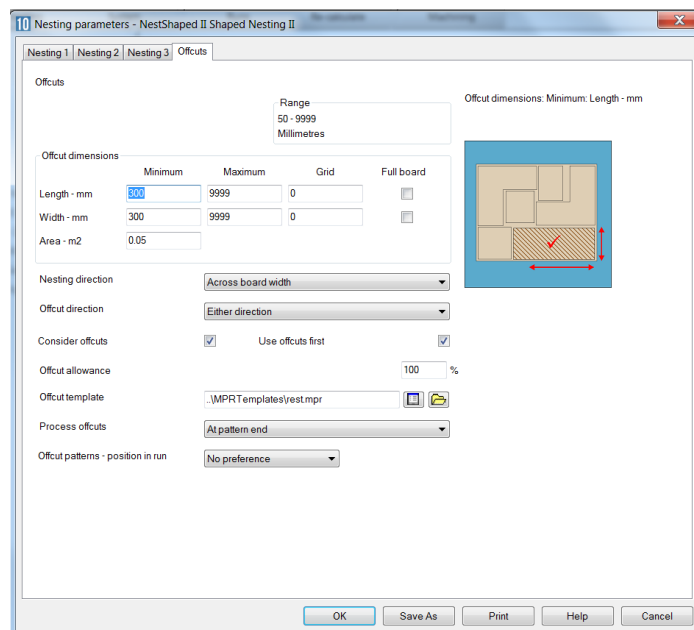 10 Nesting parameters - NestShaped II Shaped Nesting II
Nesting 1 Nesting 2 Nesting 3 Offcuts
Offcuts
Range
50 - 9999
Millimetres
Offcut dimensions: Minimum: Length - mm
Offcut dimensions
Minimum Maximum Grid Full board
Length - mm 300 9999 0
Width - mm 300 9999 0
Area - m2 0.05
Nesting direction Across board width
Offcut direction Either direction
Consider offcuts Use offcuts first
Offcut allowance 100 %
Offcut template ..\MPRTemplates\rest.mpr
Process offcuts At pattern end
Offcut patterns - position in run No preference
OK Save As Print Help Cancel